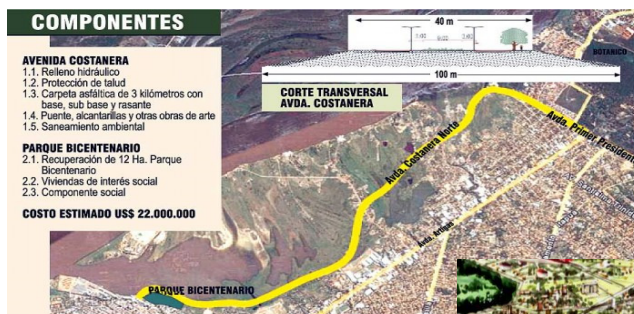 COMPONENTES
AVENIDA COSTANERA
1.1. Relleno hidráulico
1.2. Protección de talud
1.3. Carpeta asfáltica de 3 kilómetros con
base, sub base y rasante
1.4. Puente, alcantarillas y otras obras de arte
1.5. Saneamiento ambiental
PARQUE BICENTENARIO
2.1. Recuperación de 12 Ha. Parque
Bicentenario
2.2. Viviendas de interés social
2.3. Componente social
COSTO ESTIMADO US$ 22.000.000
40 m
100 m
CORTE TRANSVERSAL
AVDA. COSTANERA
BOTANICO
Avda. Primer Presiden
Avda. Costanera Norte
Avda. Artigas
PARQUE BICENTENARIO